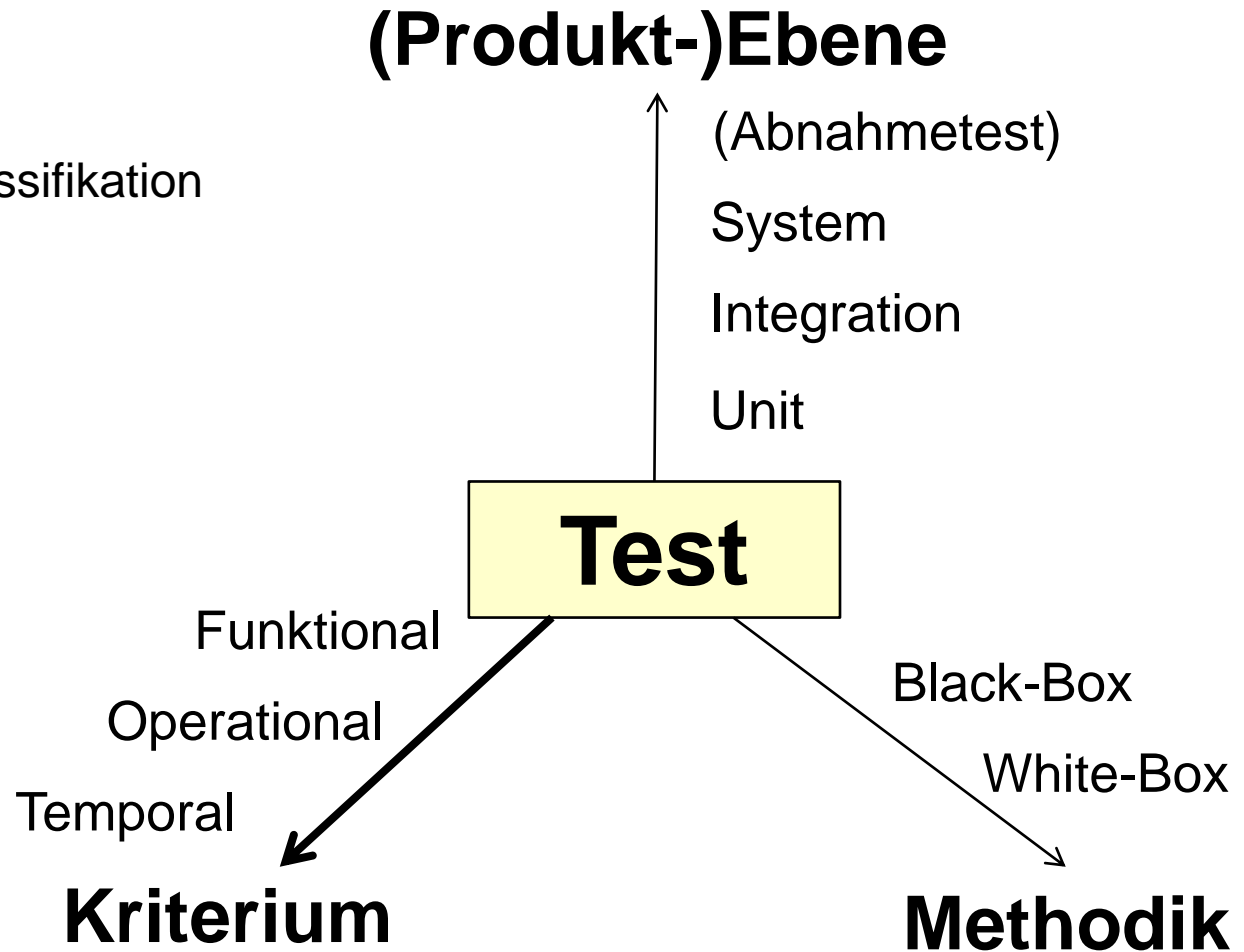 (Produkt-)Ebene
ssifikation
(Abnahmetest)
System
Integration
Unit
Test
Funktional
Operational
Temporal
Kriterium
Black-Box
White-Box
Methodik